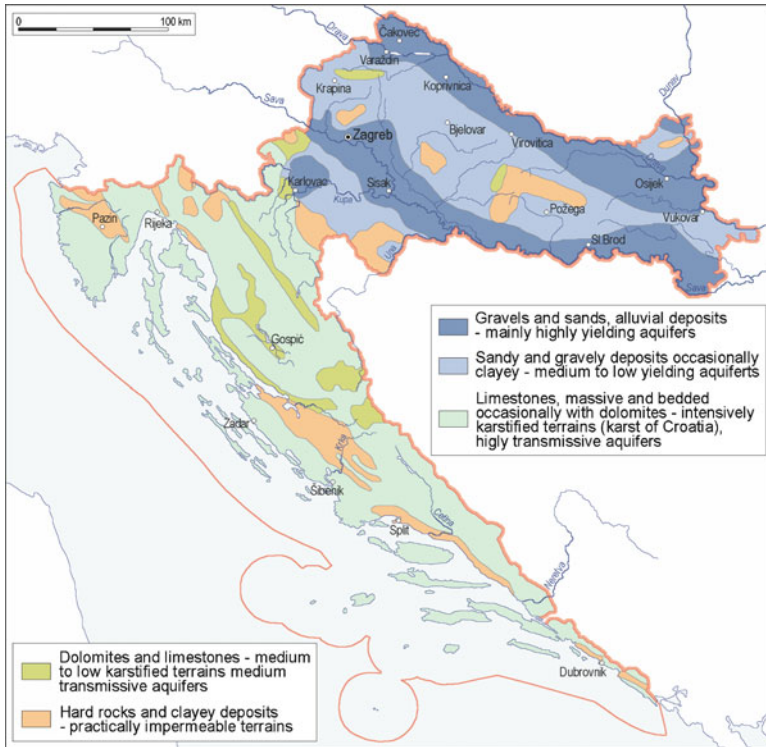 0 100 km
Drava
Čakovec
Varaždin
Krapina
Koprivnica
Sava
Dunav
Zagreb
Bjelovar
Virovitica
Karlovac
Sisak
Kupa
Osijek
Požega
Vukovar
Pazin
Rijeka
Una
Sl.Brod
Sava
Gospić
Zadar
Krka
Šibenik
Cetina
Split
Neretva
Dubrovnik
Gravels and sands, alluvial deposits
- mainly highly yielding aquifers
Sandy and gravely deposits occasionally
clayey - medium to low yielding aquiferts
Limestones, massive and bedded
occasionally with dolomites - intensively
karstified terrains (karst of Croatia),
higly transmissive aquifers
Dolomites and limestones - medium
to low karstified terrains medium
transmissive aquifers
Hard rocks and clayey deposits
- practically impermeable terrains